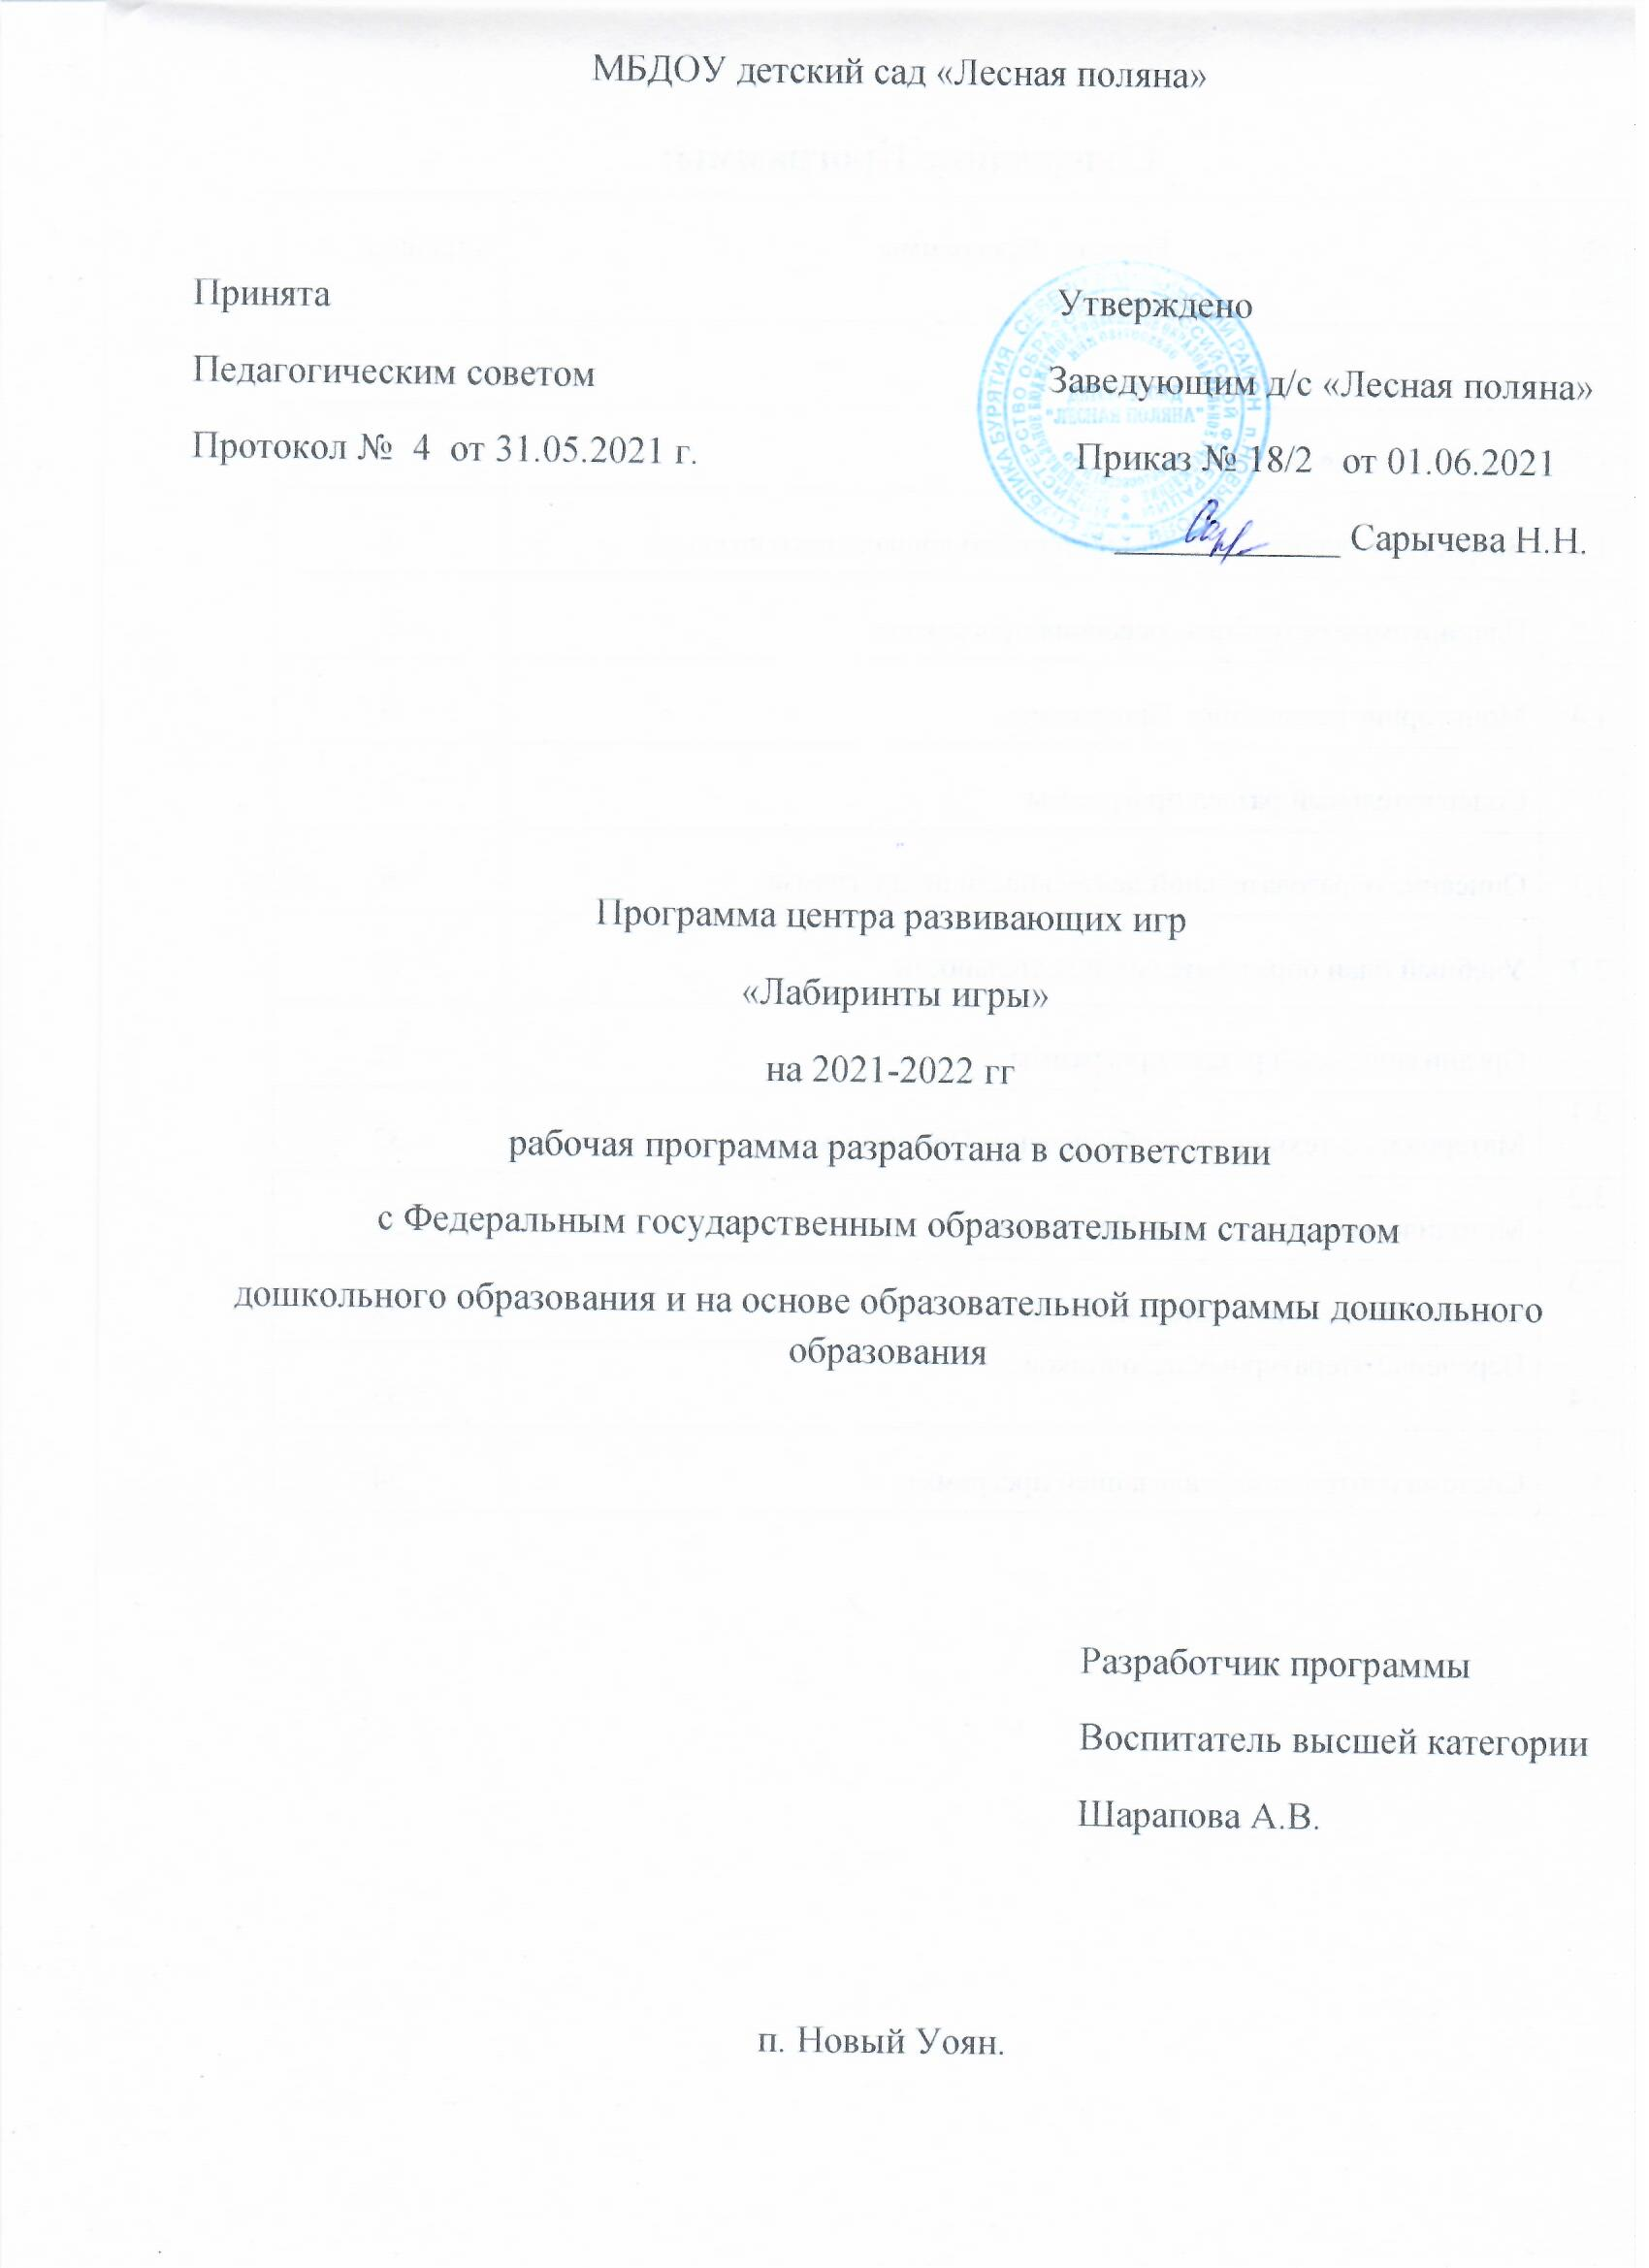 МБДОУ детский сад «Лесная поляна»
Принята
Утверждено
Педагогическим советом
Заведующим д/с «Лесная поляна»
Протокол № 4 от 31.05.2021 г.
Приказ № 18/2 от 01.06.2021
____________ Сарычева Н.Н.
Программа центра развивающих игр
«Лабиринты игры»
на 2021-2022 гг
рабочая программа разработана в соответствии
с Федеральным государственным образовательным стандартом
дошкольного образования и на основе образовательной программы дошкольного
образования
Разработчик программы
Воспитатель высшей категории
Шарапова А.В.
п. Новый Уоян.